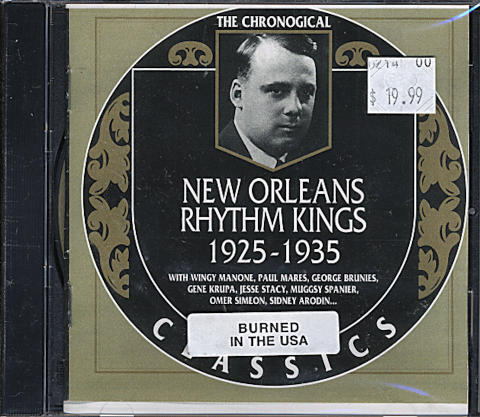 THE CHRONOGICAL
00
$ 19.99
NEW ORLEANS
RHYTHM KINGS
1925-1935
WITH WINGY MANONE, PAUL MARES, GEORGE BRUNIES,
GENE KRUPA, JESSE STACY, MUGGSY SPANIER,
OMER SIMEON, SIDNEY ARODIN...
BURNED
IN THE USA
CLASSICS